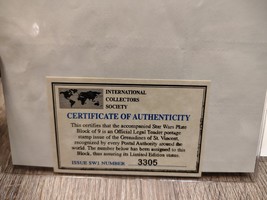 INTERNATIONAL
COLLECTORS
SOCIETY
CERTIFICATE OF AUTHENTICITY
This certifies that the accompanied Star Wars Plate
Block of 9 is an Official Legal Tender postage
stamp issue of the Grenadines of St. Vincent,
recognized by every Postal Authority around the
world. The number below has been assigned to this
Block, thus ensuring its Limited Edition status.
ISSUE SW1 NUMBER 3305